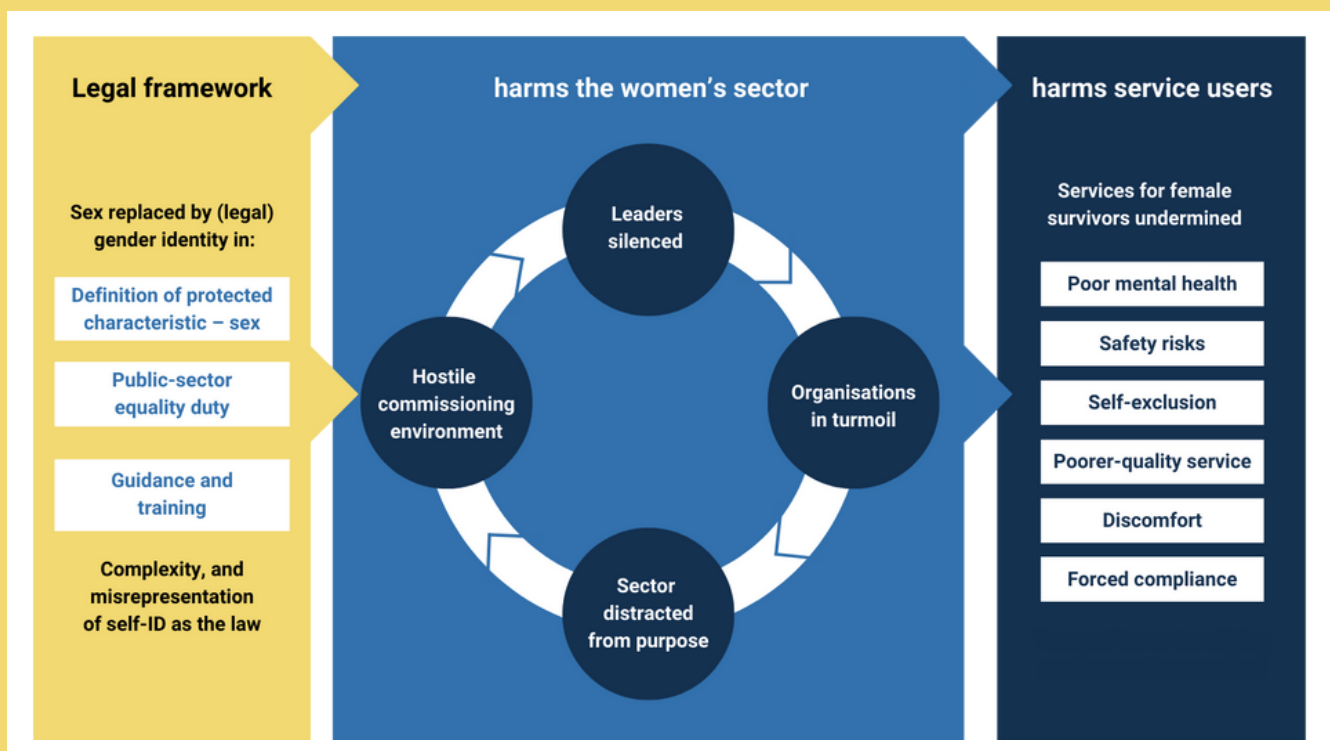 Legal framework
harms the women’s sector
harms service users
Sex replaced by (legal)
gender identity in:
Definition of protected
characteristic – sex
Public-sector
equality duty
Guidance and
training
Complexity, and
misrepresentation
of self-ID as the law
Leaders
silenced
Organisations
in turmoil
Sector
distracted
from purpose
Hostile
commissioning
environment
Services for female
survivors undermined
Poor mental health
Safety risks
Self-exclusion
Poorer-quality service
Discomfort
Forced compliance